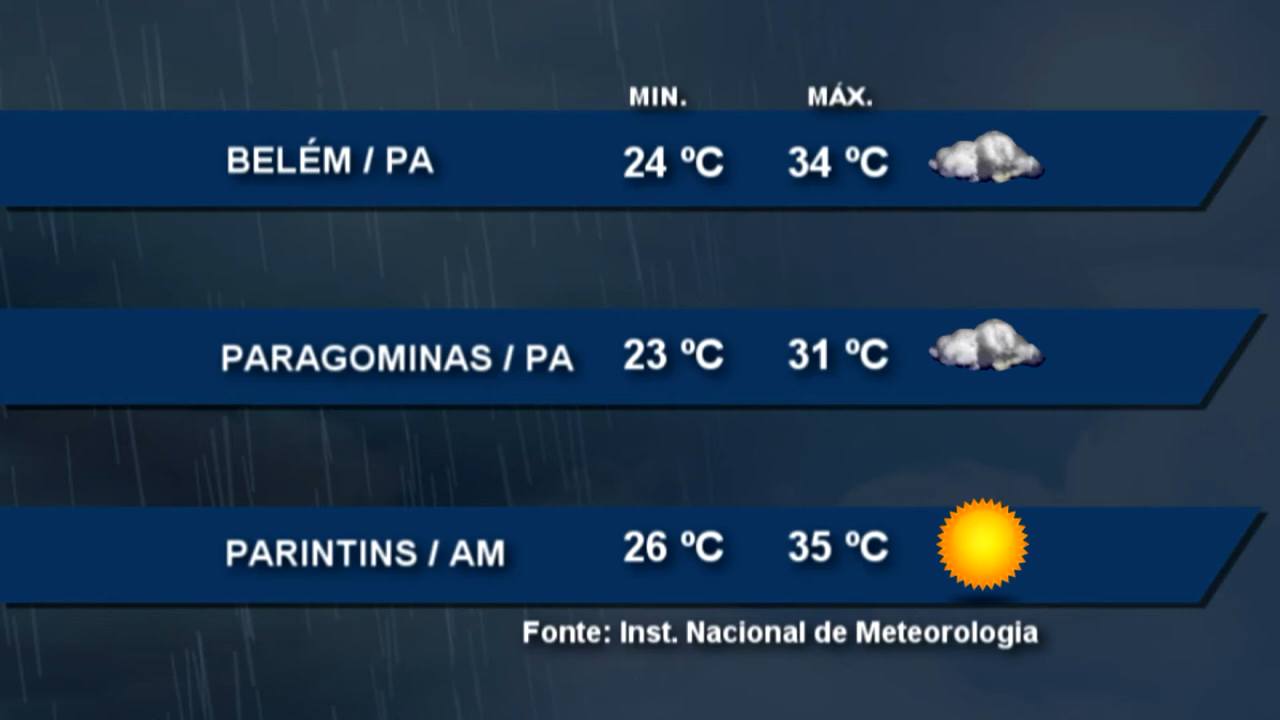 MIN. MÁX.
BELÉM / PA 24 ºC 34 ºC
PARAGOMINAS / PA 23 ºC 31 ºC
PARINTINS / AM 26 ºC 35 ºC
Fonte: Inst. Nacional de Meteorologia